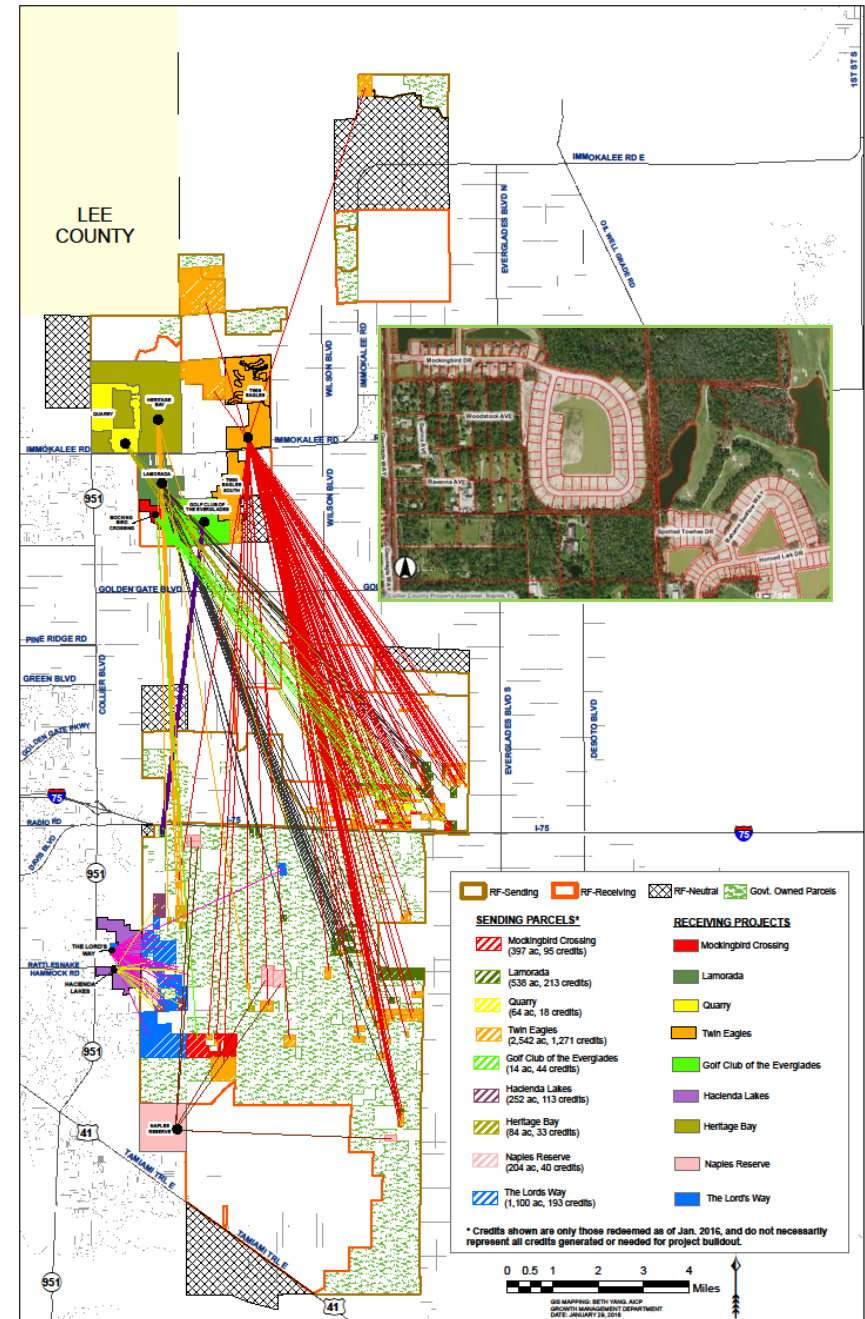 1ST ST S
IMMOKALEE RD E
LEE
COUNTY
EVERGLADES BLVD N
OIL WELL GRADE RD
WILSON BLVD
IMMOKALEE RD
TWIN
EAGLES
HERITAGE
BAY
QUARRY
Mockingbird DR
Woodstock AVE
Ravenna AVE
Spotted Towhee DR
Horned Lark DR
Collier County Property Appraiser, Naples, FL
IMMOKALEE RD
IMMOKALEE RD
LAMORADA
951
TWIN
EAGLES
SOUTH
GOLF CLUB OF
THE EVERGLADES
MOCKING
BIRD
CROSSING
WILSON BLVD
GOLDEN GATE BLVD
PINE RIDGE RD
GREEN BLVD
COLLIER BLVD
GOLDEN GATE PKWY
EVERGLADES BLVD S
DESOTO BLVD
75
RADIO RD
I-75
I-75
75
DAVIS BLVD
951
THE LORD'S
WAY
RATTLESNAKE
HAMMOCK RD
HACIENDA
LAKES
951
41
NAPLES
RESERVE
TAMIAMI TRL E
TAMIAMI TRL E
951
41
RF-Sending
RF-Receiving
RF-Neutral
Govt. Owned Parcels
SENDING PARCELS*
Mockingbird Crossing
(397 ac, 95 credits)
Lamorada
(538 ac, 213 credits)
Quarry
(64 ac, 18 credits)
Twin Eagles
(2,542 ac, 1,271 credits)
Golf Club of the Everglades
(14 ac, 44 credits)
Hacienda Lakes
(252 ac, 113 credits)
Heritage Bay
(84 ac, 33 credits)
Naples Reserve
(204 ac, 40 credits)
The Lords Way
(1,100 ac, 193 credits)
RECEIVING PROJECTS
Mockingbird Crossing
Lamorada
Quarry
Twin Eagles
Golf Club of the Everglades
Hacienda Lakes
Heritage Bay
Naples Reserve
The Lord's Way
* Credits shown are only those redeemed as of Jan. 2016, and do not necessarily
represent all credits generated or needed for project buildout.
0 0.5 1 2 3 4
Miles
GIS MAPPING: BETH YANG, AICP
GROWTH MANAGEMENT DEPARTMENT
DATE: JANUARY 29, 2016